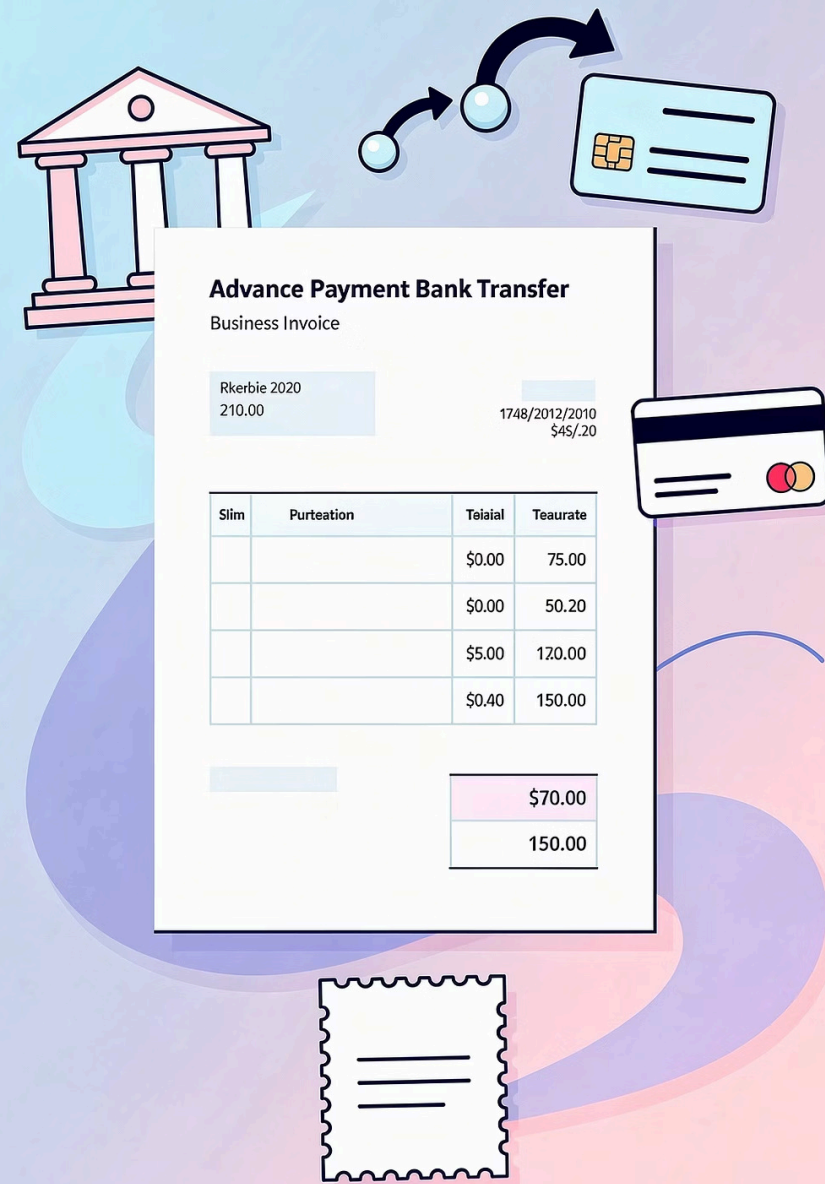 Advance Payment Bank Transfer
Business Invoice
Rkerbie 2020
210.00
1748/2012/2010
$4S/.20
Slim Purteation Teiaial Teaurate
$0.00 75.00
$0.00 50.20
$5.00 120.00
$0.40 150.00
$70.00
150.00